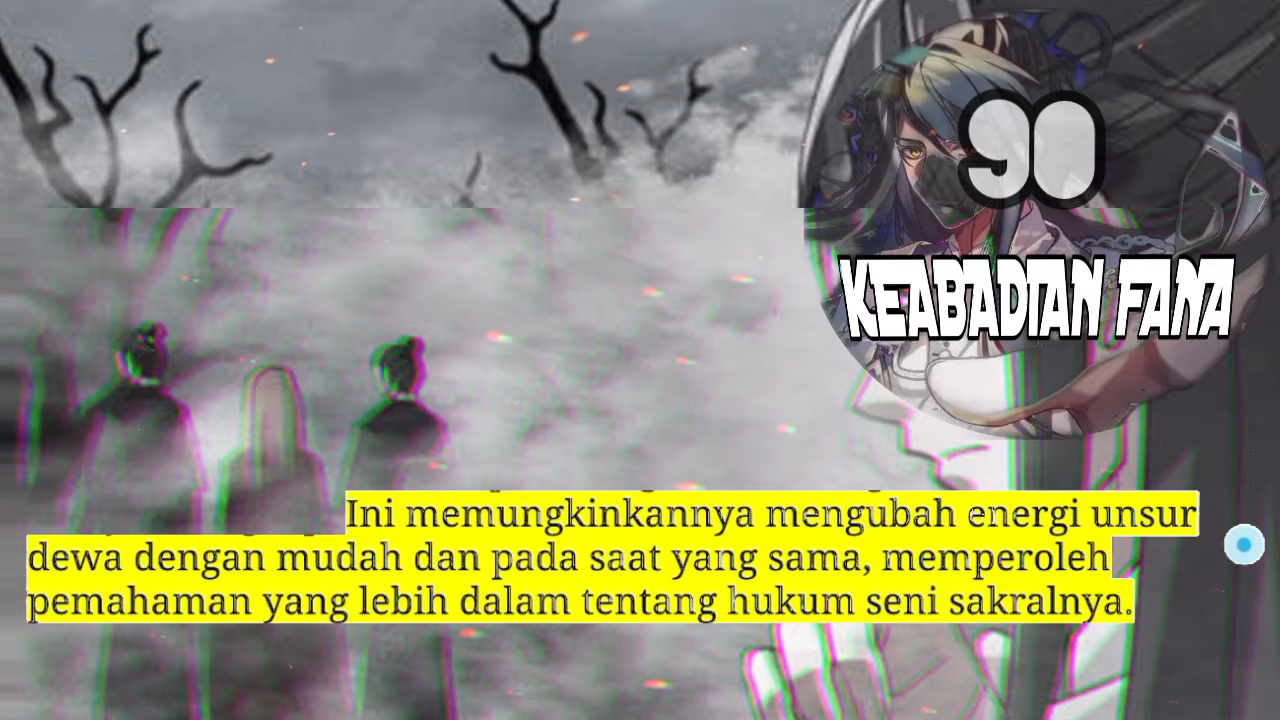 90
KEABADIAN FANA
Ini memungkinkannya mengubah energi unsur
dewa dengan mudah dan pada saat yang sama, memperoleh
pemahaman yang lebih dalam tentang hukum seni sakralnya.